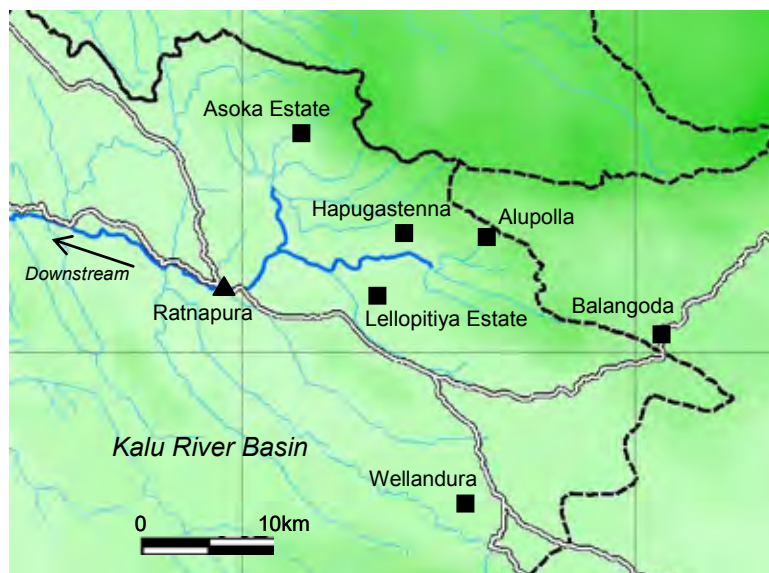 Asoka Estate
Hapugastenna
Alupolla
Downstream
Ratnapura
Lellopitiya Estate
Balangoda
Kalu River Basin
Wellandura
0 10km